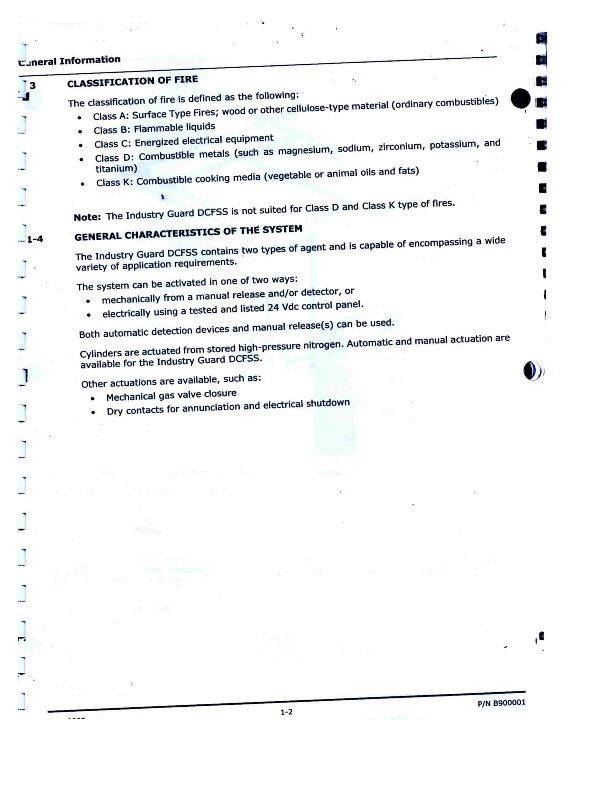 General Information
3 CLASSIFICATION OF FIRE
The classification of fire is defined as the following:
• Class A: Surface Type Fires; wood or other cellulose-type material (ordinary combustibles)
• Class B: Flammable liquids
• Class C: Energized electrical equipment
• Class D: Combustible metals (such as magnesium, sodium, zirconium, potassium, and
titanium)
• Class K: Combustible cooking media (vegetable or animal oils and fats)
Note: The Industry Guard DCFSS is not suited for Class D and Class K type of fires.
1-4 GENERAL CHARACTERISTICS OF THE SYSTEM
The Industry Guard DCFSS contains two types of agent and is capable of encompassing a wide
variety of application requirements.
The system can be activated in one of two ways:
• mechanically from a manual release and/or detector, or
• electrically using a tested and listed 24 Vdc control panel.
Both automatic detection devices and manual release(s) can be used.
Cylinders are actuated from stored high-pressure nitrogen. Automatic and manual actuation are
available for the Industry Guard DCFSS.
Other actuations are available, such as:
• Mechanical gas valve closure
• Dry contacts for annunciation and electrical shutdown
1-2
P/N B900001